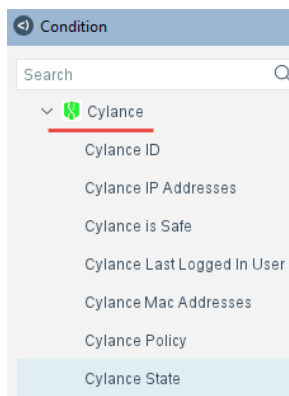 Condition
Search
Cylance
Cylance ID
Cylance IP Addresses
Cylance is Safe
Cylance Last Logged In User
Cylance Mac Addresses
Cylance Policy
Cylance State